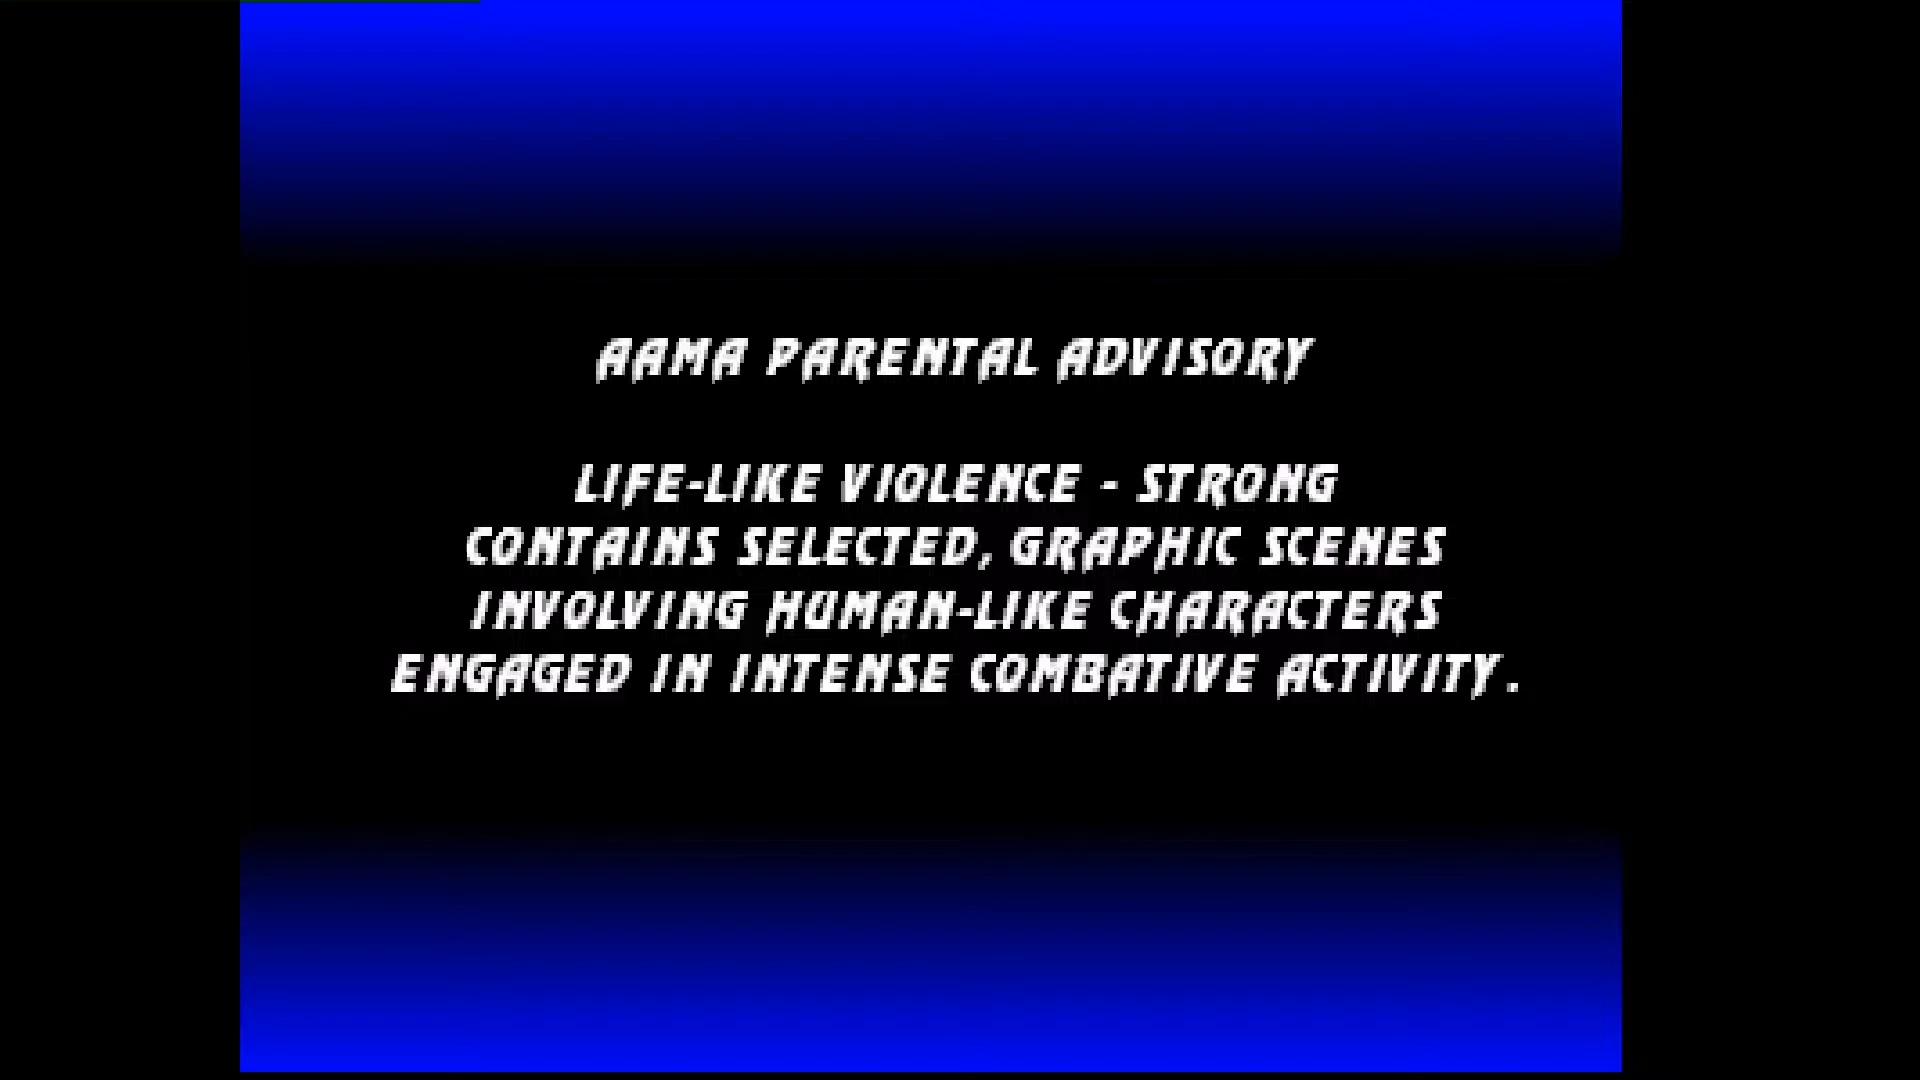 AAMA PARENTAL ADVISORY
LIFE-LIKE VIOLENCE - STRONG
CONTAINS SELECTED, GRAPHIC SCENES
INVOLVING HUMAN-LIKE CHARACTERS
ENGAGED IN INTENSE COMBATIVE ACTIVITY.